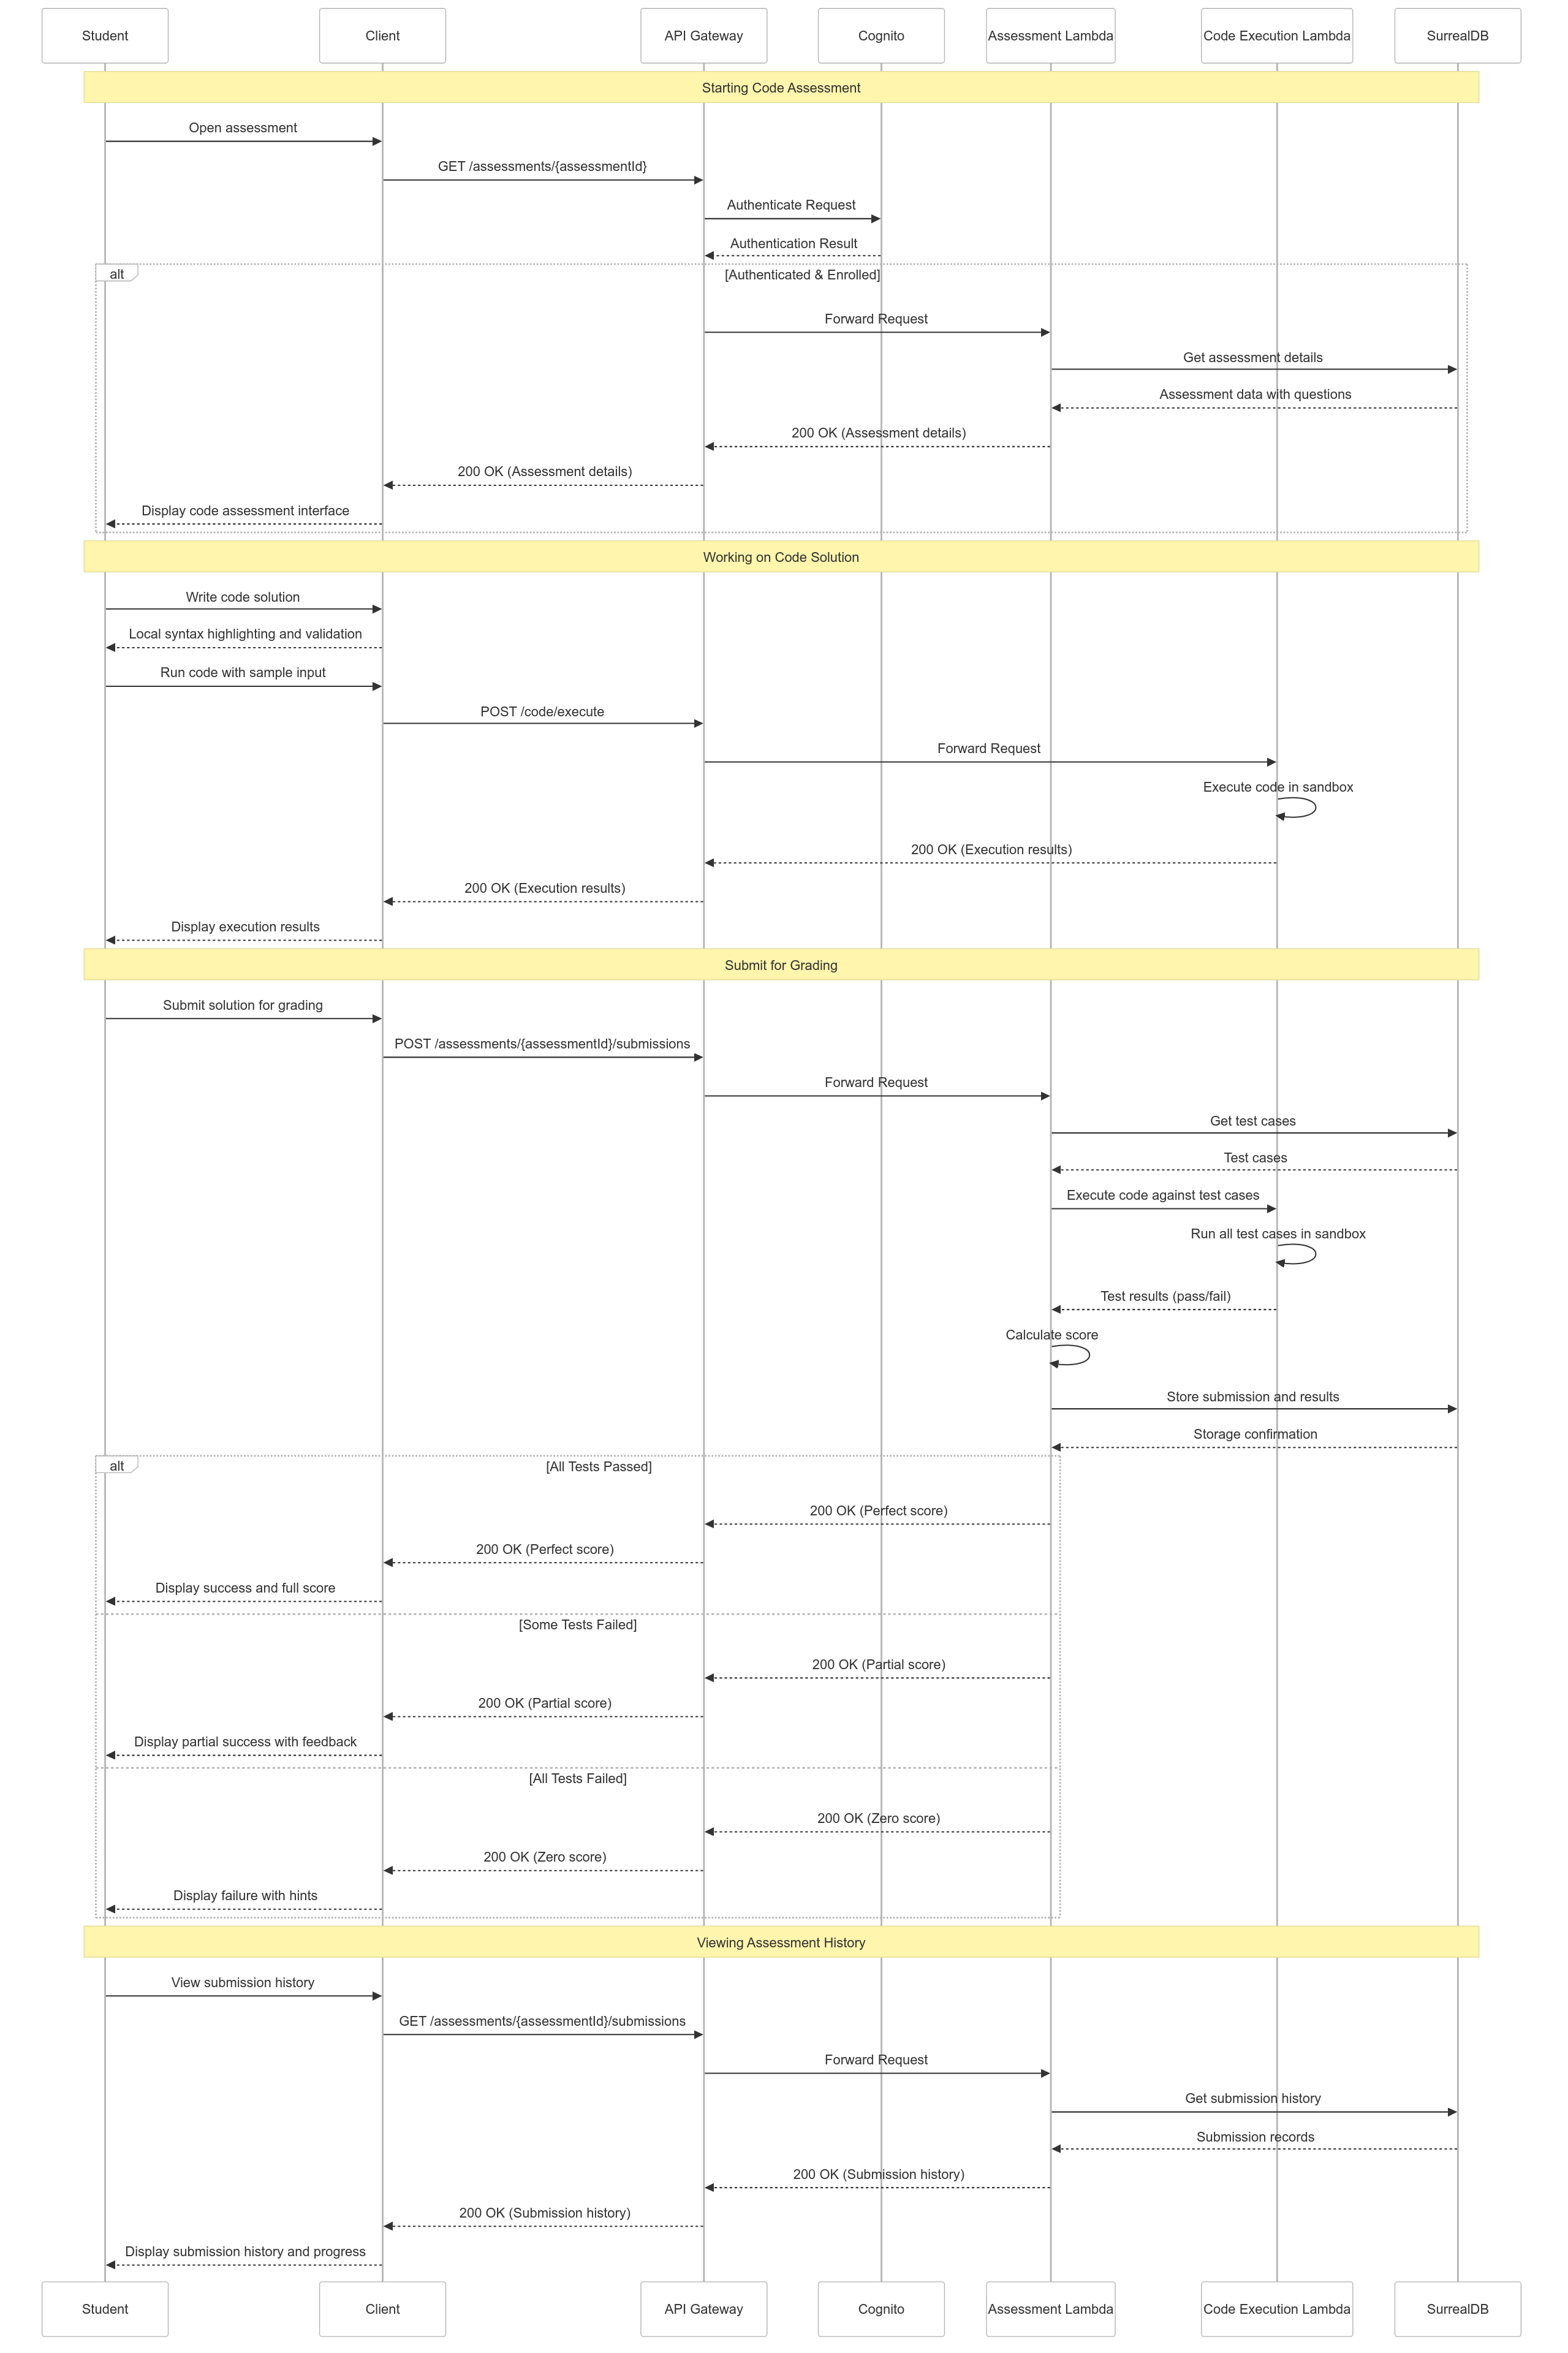 Student
Client
API Gateway
Cognito
Assessment Lambda
Code Execution Lambda
SurrealDB
Starting Code Assessment
Open assessment
GET /assessments/{assessmentId}
Authenticate Request
Authentication Result
alt
[Authenticated & Enrolled]
Forward Request
Get assessment details
Assessment data with questions
200 OK (Assessment details)
200 OK (Assessment details)
Display code assessment interface
Working on Code Solution
Write code solution
Local syntax highlighting and validation
Run code with sample input
POST /code/execute
Forward Request
Execute code in sandbox
200 OK (Execution results)
200 OK (Execution results)
Display execution results
Submit for Grading
Submit solution for grading
POST /assessments/{assessmentId}/submissions
Forward Request
Get test cases
Test cases
Execute code against test cases
Run all test cases in sandbox
Test results (pass/fail)
Calculate score
Store submission and results
Storage confirmation
alt
[All Tests Passed]
200 OK (Perfect score)
200 OK (Perfect score)
Display success and full score
[Some Tests Failed]
200 OK (Partial score)
200 OK (Partial score)
Display partial success with feedback
[All Tests Failed]
200 OK (Zero score)
200 OK (Zero score)
Display failure with hints
Viewing Assessment History
View submission history
GET /assessments/{assessmentId}/submissions
Forward Request
Get submission history
Submission records
200 OK (Submission history)
200 OK (Submission history)
Display submission history and progress
Student
Client
API Gateway
Cognito
Assessment Lambda
Code Execution Lambda
SurrealDB